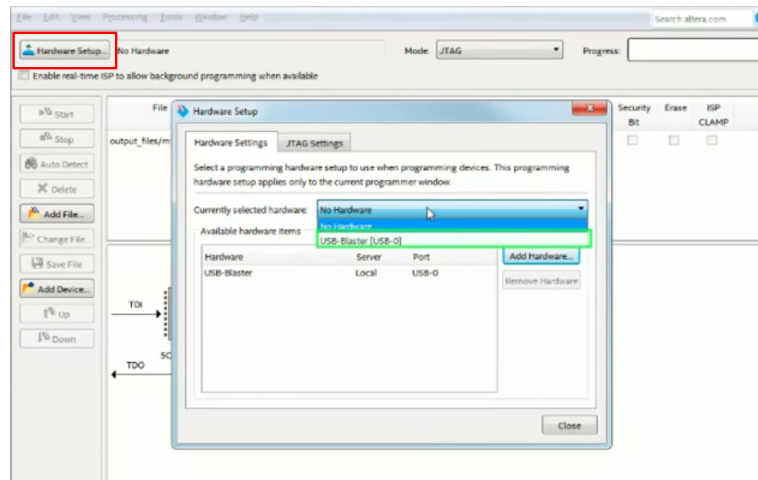 File Edit View Processing Tools Window Help
Search altera.com
Hardware Setup... No Hardware
Mode: JTAG
Progress:
Enable real-time ISP to allow background programming when available
Start
Stop
Auto Detect
Delete
Add File...
Change File...
Save File
Add Device...
Up
Down
File
output_files/m
Security Bit
Erase
ISP CLAMP
Hardware Setup
Hardware Settings JTAG Settings
Select a programming hardware setup to use when programming devices. This programming
hardware setup applies only to the current programmer window.
Currently selected hardware: No Hardware
No Hardware
USB-Blaster [USB-0]
Available hardware items
Hardware Server Port
USB-Blaster Local USB-0
Add Hardware...
Remove Hardware
Close
TDI
TDO